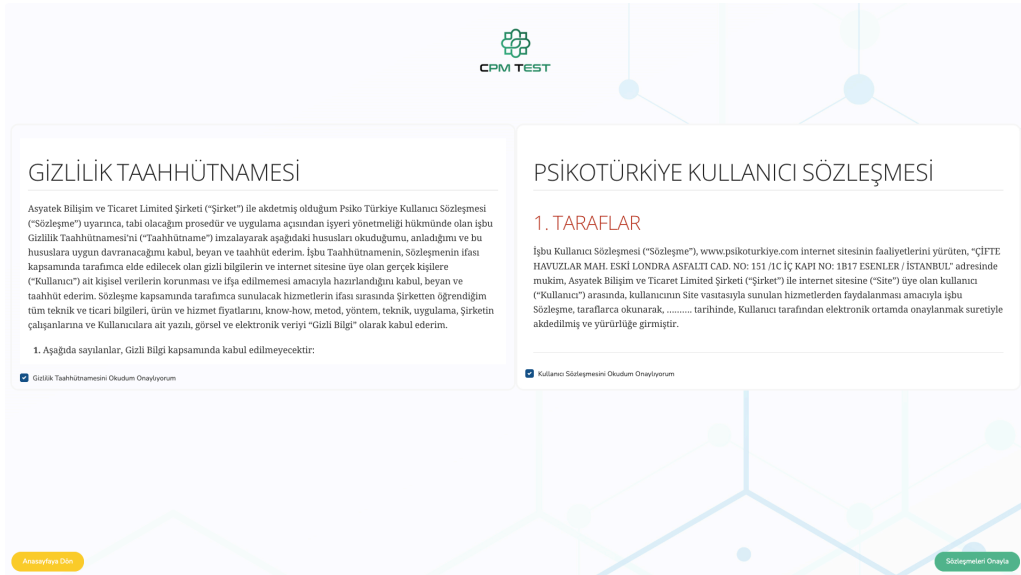 CPM TEST
GİZLİLİK TAAHHÜTNAMESİ
Asyatek Bilişim ve Ticaret Limited Şirketi (“Şirket”) ile akdetmiş olduğum Psiko Türkiye Kullanıcı Sözleşmesi
(“Sözleşme”) uyarınca, tabi olacağım prosedür ve uygulama açısından işyeri yönetmeliği hükmünde olan işbu
Gizlilik Taahhütnamesi'ni (“Taahhütname”) imzalayarak aşağıdaki hususları okuduğumu, anladığımı ve bu
hususlara uygun davranacağımı kabul, beyan ve taahhüt ederim. İşbu Taahhütnamenin, Sözleşmenin ifası
kapsamında tarafımca elde edilecek olan gizli bilgilerin ve internet sitesine üye olan gerçek kişilere
(“Kullanıcı”) ait kişisel verilerin korunması ve ifşa edilmemesi amacıyla hazırlandığını kabul, beyan ve
taahhüt ederim. Sözleşme kapsamında tarafımca sunulacak hizmetlerin ifası sırasında Şirketten öğrendiğim
tüm teknik ve ticari bilgileri, ürün ve hizmet fiyatlarını, know-how, metod, yöntem, teknik, uygulama, Şirketin
çalışanlarına ve Kullanıcılara ait yazılı, görsel ve elektronik veriyi “Gizli Bilgi” olarak kabul ederim.
1. Aşağıda sayılanlar, Gizli Bilgi kapsamında kabul edilmeyecektir:
Gizlilik Taahhütnamesini Okudum Onaylıyorum
PSİKOTÜRKİYE KULLANICI SÖZLEŞMESİ
1. TARAFLAR
İşbu Kullanıcı Sözleşmesi (“Sözleşme”), www.psikoturkiye.com internet sitesinin faaliyetlerini yürüten, “ÇİFTE
HAVUZLAR MAH. ESKİ LONDRA ASFALTI CAD. NO: 151 /1C İÇ KAPI NO: 1B17 ESENLER / İSTANBUL” adresinde
mukim, Asyatek Bilişim ve Ticaret Limited Şirketi (“Şirket”) ile internet sitesine (“Site”) üye olan kullanıcı
(“Kullanıcı”) arasında, kullanıcının Site vasıtasıyla sunulan hizmetlerden faydalanması amacıyla işbu
Sözleşme, taraflarca okunarak, .......... tarihinde, Kullanıcı tarafından elektronik ortamda onaylanmak suretiyle
akdedilmiş ve yürürlüğe girmiştir.
Kullanıcı Sözleşmesini Okudum Onaylıyorum
Anasayfaya Dön
Sözleşmeleri Onayla